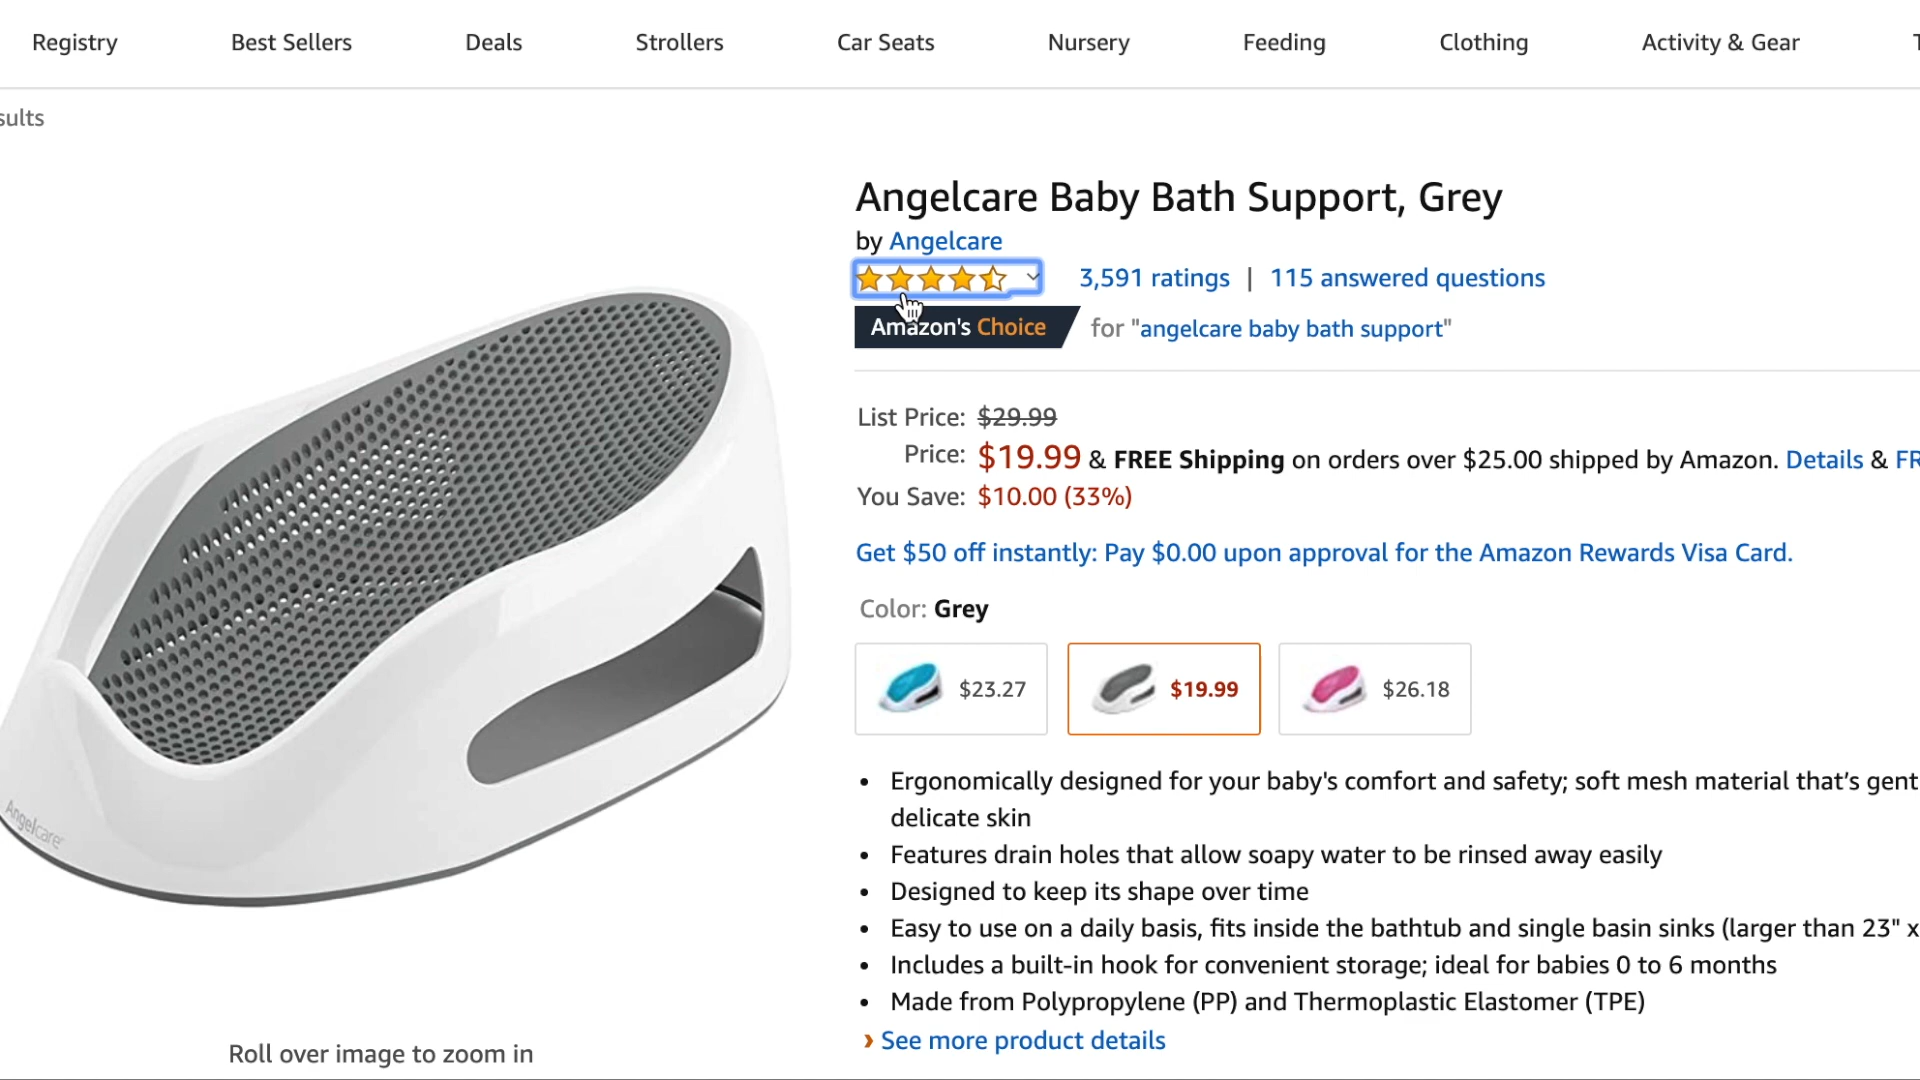 Registry Best Sellers Deals Strollers Car Seats Nursery Feeding Clothing Activity & Gear
sults
Angelcare Baby Bath Support, Grey
by Angelcare
3,591 ratings | 115 answered questions
Amazon's Choice for "angelcare baby bath support"
List Price: $29.99
Price: $19.99 & FREE Shipping on orders over $25.00 shipped by Amazon. Details & FR
You Save: $10.00 (33%)
Get $50 off instantly: Pay $0.00 upon approval for the Amazon Rewards Visa Card.
Color: Grey
$23.27 $19.99 $26.18
• Ergonomically designed for your baby's comfort and safety; soft mesh material that’s gent
delicate skin
• Features drain holes that allow soapy water to be rinsed away easily
• Designed to keep its shape over time
• Easy to use on a daily basis, fits inside the bathtub and single basin sinks (larger than 23" x
• Includes a built-in hook for convenient storage; ideal for babies 0 to 6 months
• Made from Polypropylene (PP) and Thermoplastic Elastomer (TPE)
› See more product details
Angelcare
Roll over image to zoom in